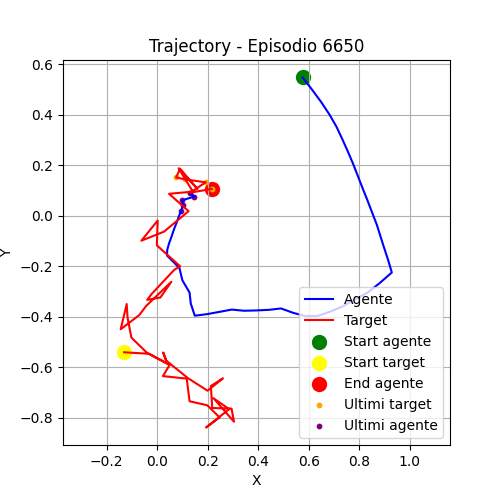 Trajectory - Episodio 6650
Y
0.6
0.4
0.2
0.0
−0.2
−0.4
−0.6
−0.8
Agente
Target
Start agente
Start target
End agente
Ultimi target
Ultimi agente
−0.2 0.0 0.2 0.4 0.6 0.8 1.0
X